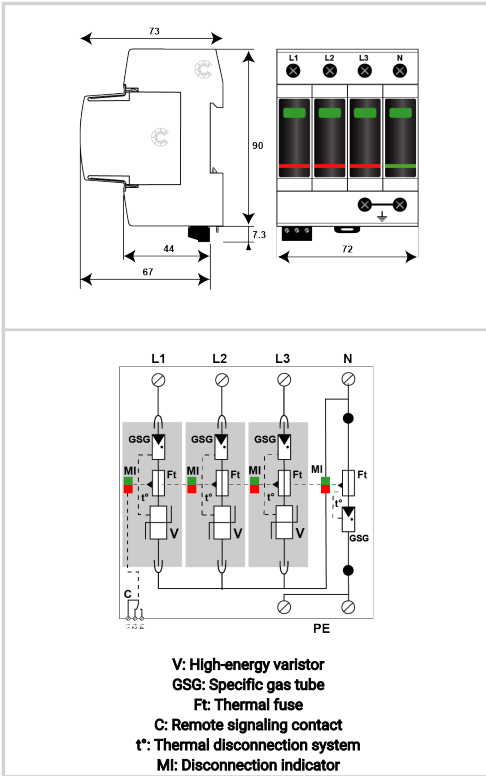 73
L1 L2 L3 N
90
7.3
44
67
72
L1 L2 L3 N
GSG GSG GSG
MI Ft MI Ft MI Ft MI Ft
t° t° t° t°
GSG
V V V
C
PE
V: High-energy varistor
GSG: Specific gas tube
Ft: Thermal fuse
C: Remote signaling contact
t°: Thermal disconnection system
MI: Disconnection indicator